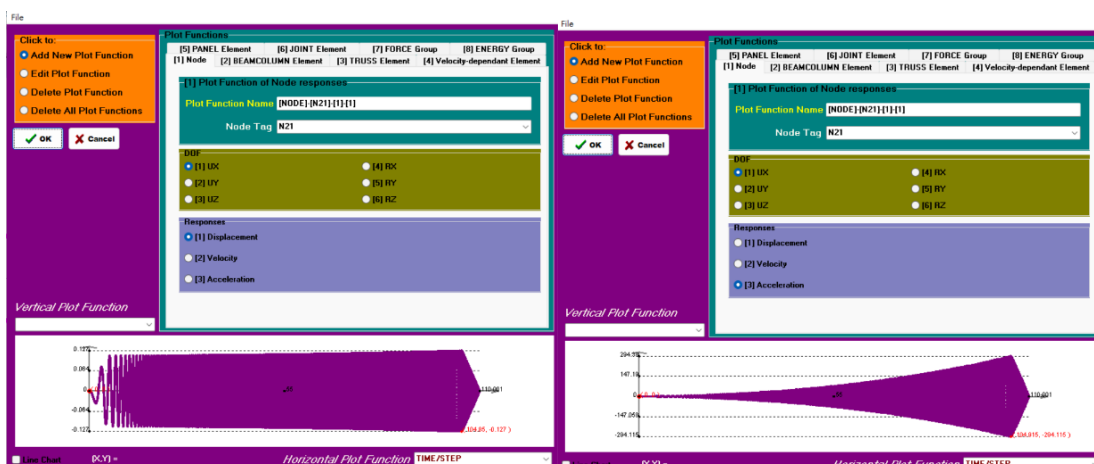 File
Click to:
Add New Plot Function
Edit Plot Function
Delete Plot Function
Delete All Plot Functions
OK
Cancel
Plot Functions
[5] PANEL Element [6] JOINT Element [7] FORCE Group [8] ENERGY Group
[1] Node [2] BEAMCOLUMN Element [3] TRUSS Element [4] Velocity-dependant Element
[1] Plot Function of Node responses
Plot Function Name [NODE]-[N21]-[1]-[1]
Node Tag N21
DOF
[1] UX [4] RX
[2] UY [5] RY
[3] UZ [6] RZ
Responses
[1] Displacement
[2] Velocity
[3] Acceleration
Vertical Plot Function
0.127
0.064
0
-0.064
-0.127
55
110.001
Line Chart
(X,Y) =
Horizontal Plot Function TIME/STEP
File
Click to:
Add New Plot Function
Edit Plot Function
Delete Plot Function
Delete All Plot Functions
OK
Cancel
Plot Functions
[5] PANEL Element [6] JOINT Element [7] FORCE Group [8] ENERGY Group
[1] Node [2] BEAMCOLUMN Element [3] TRUSS Element [4] Velocity-dependant Element
[1] Plot Function of Node responses
Plot Function Name [NODE]-[N21]-[1]-[1]
Node Tag N21
DOF
[1] UX [4] RX
[2] UY [5] RY
[3] UZ [6] RZ
Responses
[1] Displacement
[2] Velocity
[3] Acceleration
Vertical Plot Function
0
-147.058
-294.115
110.001
104.915, -294.115 )